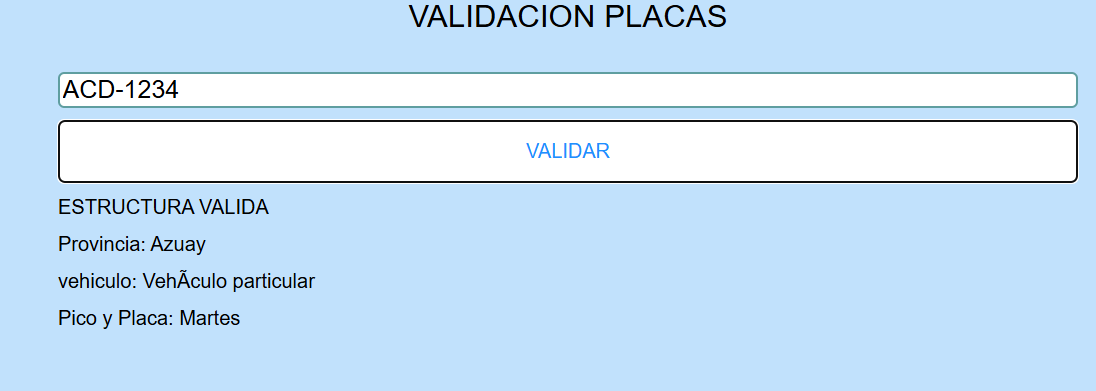 VALIDACION PLACAS
ACD-1234
VALIDAR
ESTRUCTURA VALIDA
Provincia: Azuay
vehiculo: VehÃculo particular
Pico y Placa: Martes